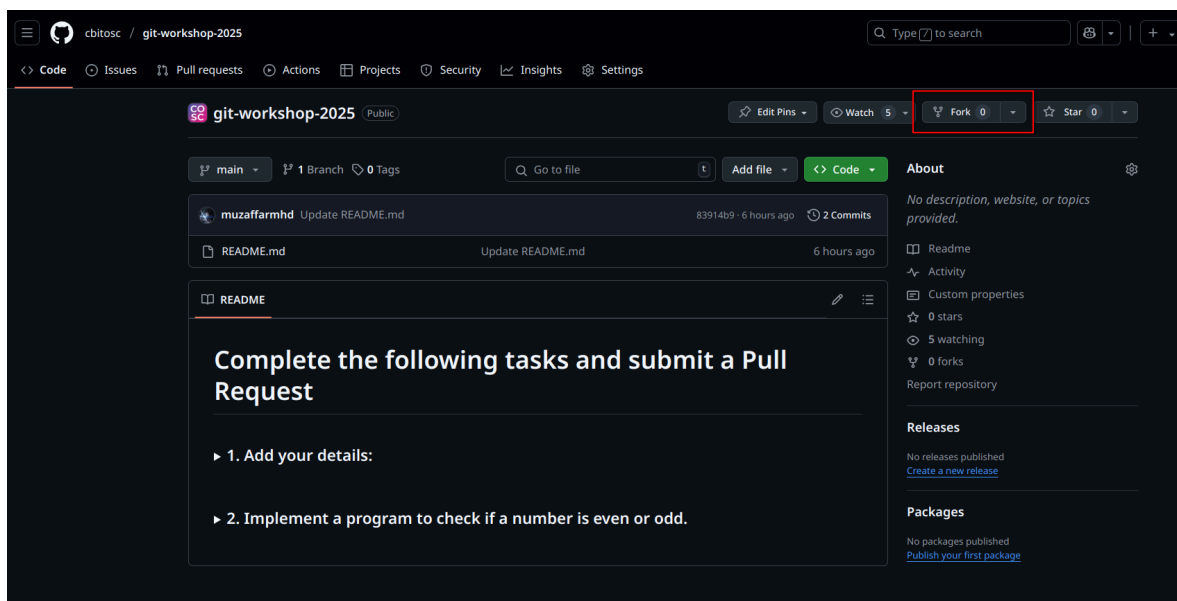 cbitosc / git-workshop-2025
Type / to search
Code Issues Pull requests Actions Projects Security Insights Settings
CO SC git-workshop-2025 Public
Edit Pins Watch 5 Fork 0 Star 0
main 1 Branch 0 Tags
Go to file t
Add file Code
muzaffarmhd Update README.md 83914b9 · 6 hours ago 2 Commits
README.md Update README.md 6 hours ago
README
Complete the following tasks and submit a Pull
Request
1. Add your details:
2. Implement a program to check if a number is even or odd.
About
No description, website, or topics
provided.
Readme
Activity
Custom properties
0 stars
5 watching
0 forks
Report repository
Releases
No releases published
Create a new release
Packages
No packages published
Publish your first package